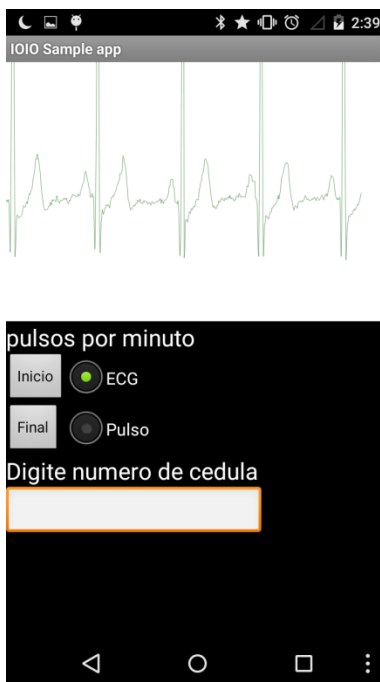 2:39
IOIO Sample app
pulsos por minuto
Inicio
ECG
Final
Pulso
Digite numero de cedula